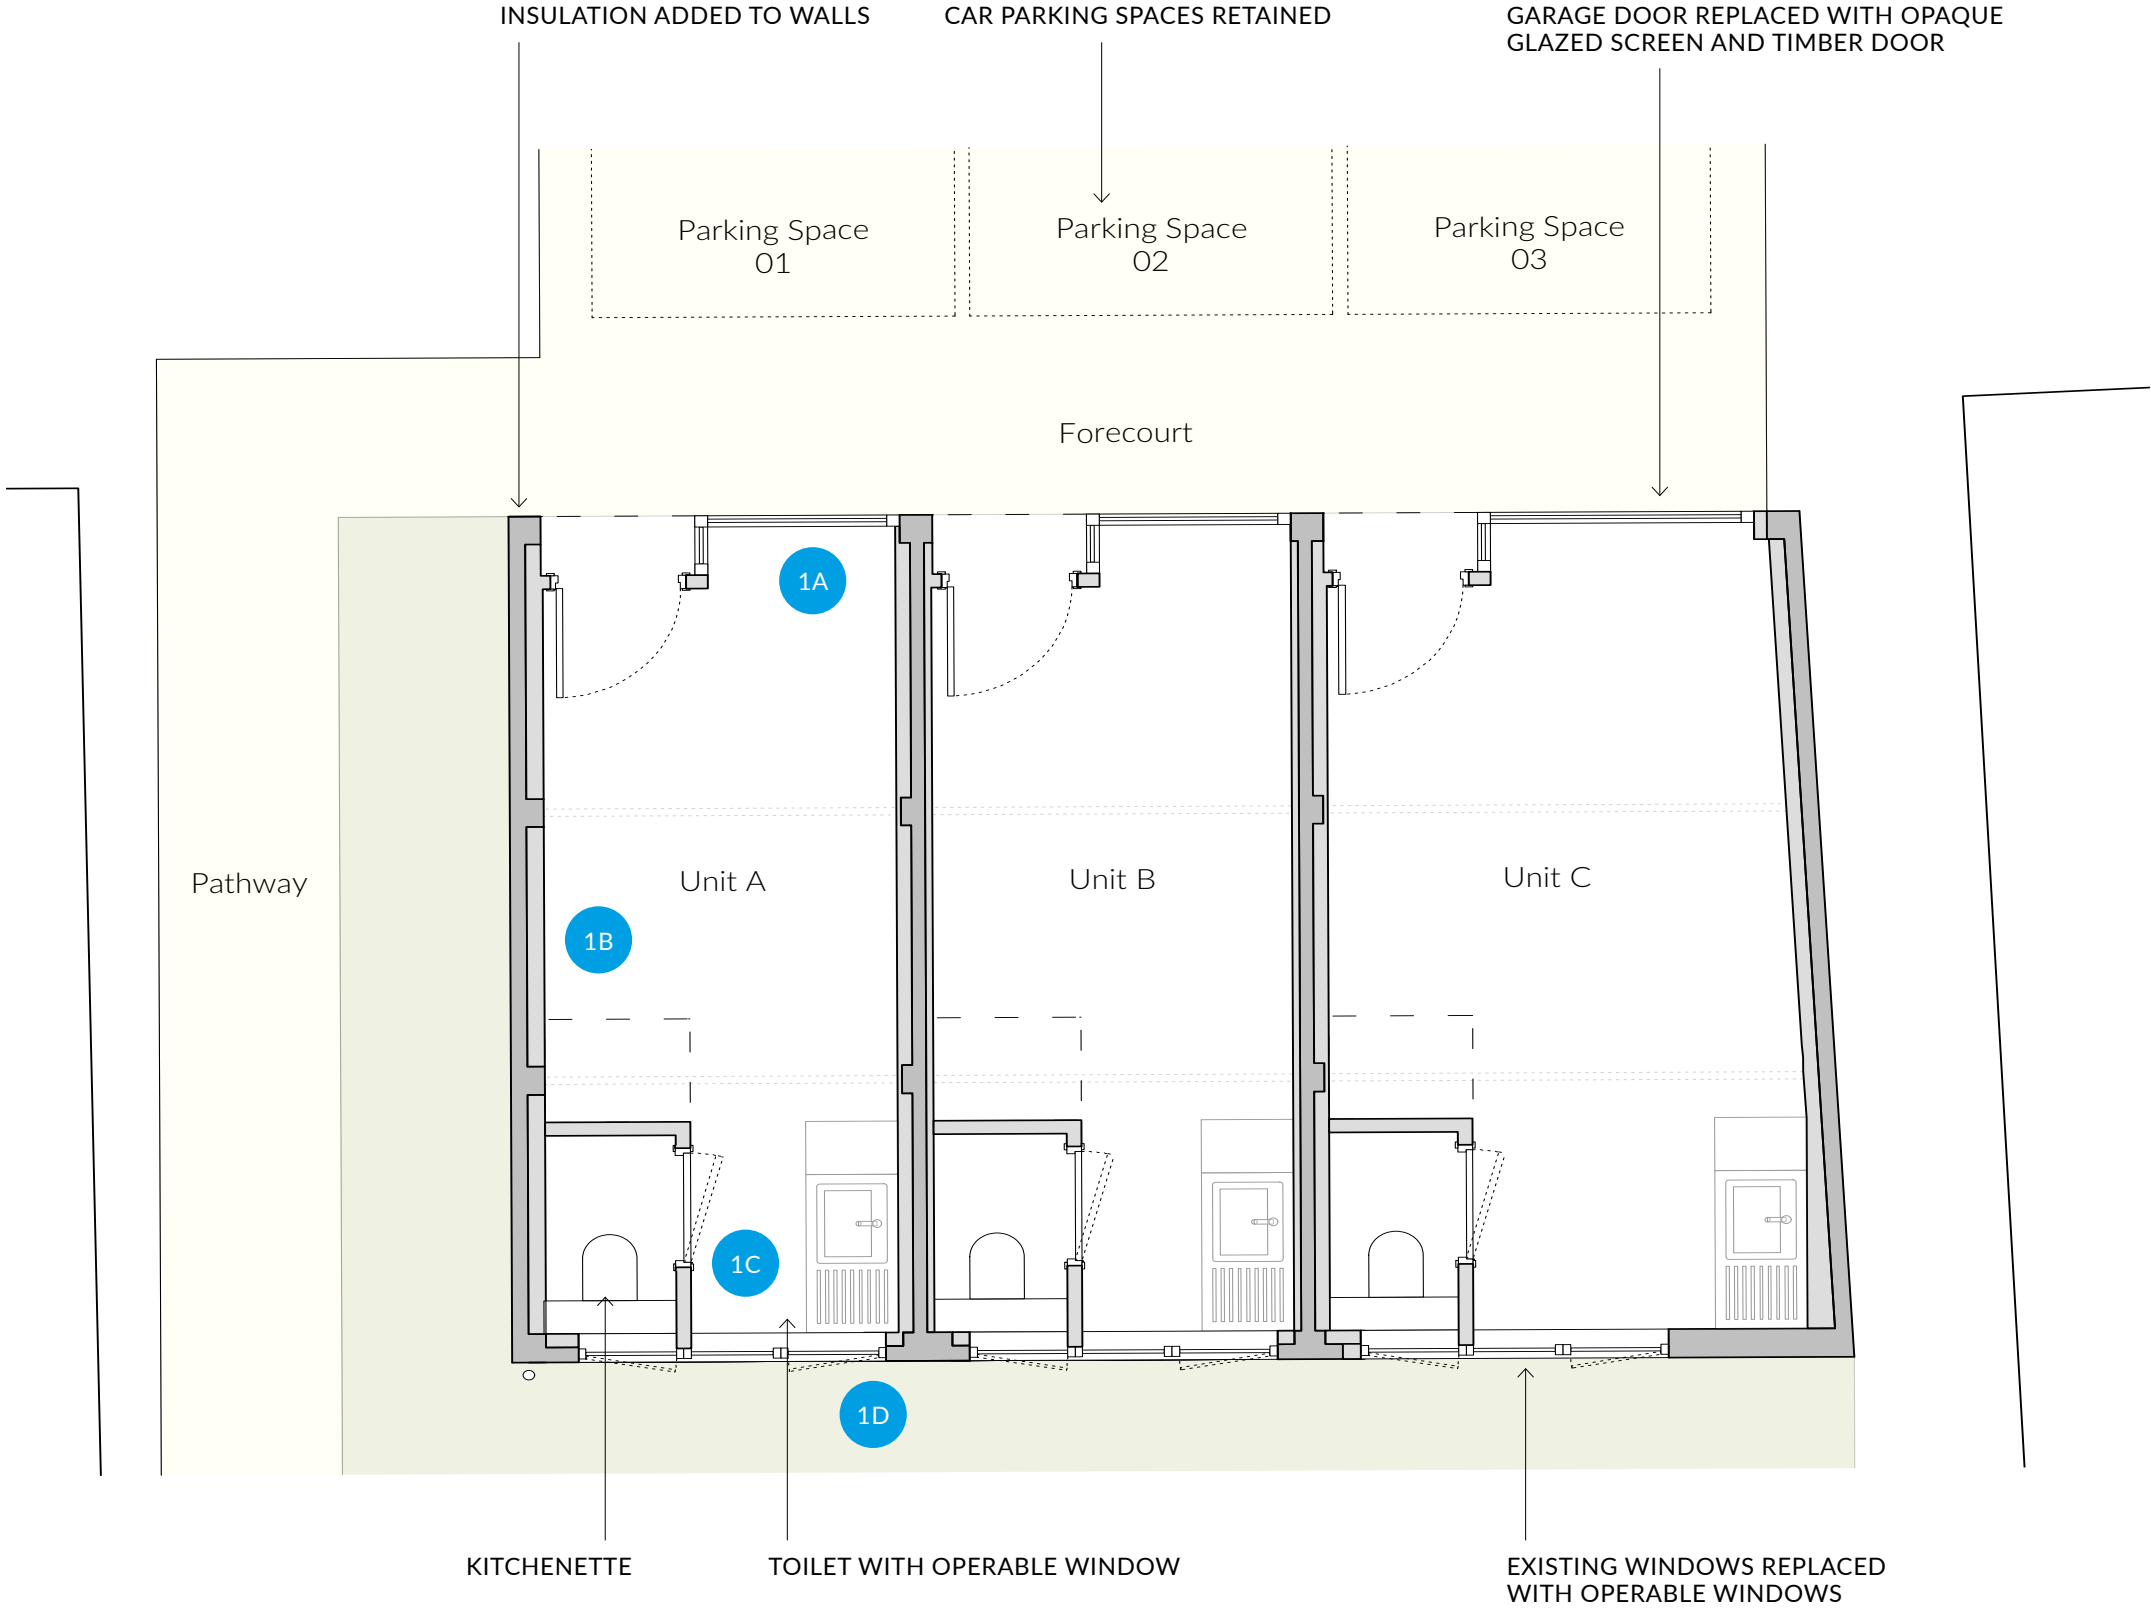 INSULATION ADDED TO WALLS
CAR PARKING SPACES RETAINED
GARAGE DOOR REPLACED WITH OPAQUE
GLAZED SCREEN AND TIMBER DOOR
Parking Space
01
Parking Space
02
Parking Space
03
Forecourt
1A
Pathway
Unit A
Unit B
Unit C
1B
1C
1D
KITCHENETTE
TOILET WITH OPERABLE WINDOW
EXISTING WINDOWS REPLACED
WITH OPERABLE WINDOWS